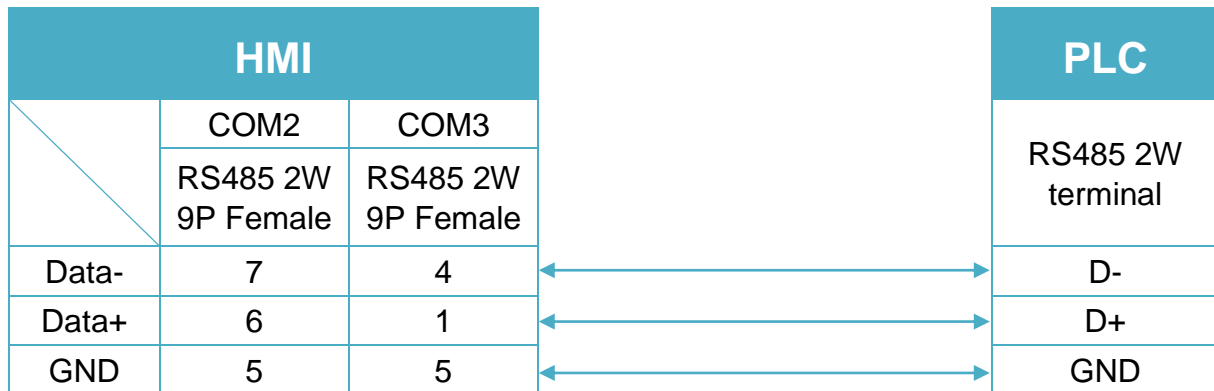 HMI
PLC
COM2 COM3
RS485 2W
9P Female
RS485 2W
9P Female
RS485 2W
terminal
Data- 7 4 D-
Data+ 6 1 D+
GND 5 5 GND